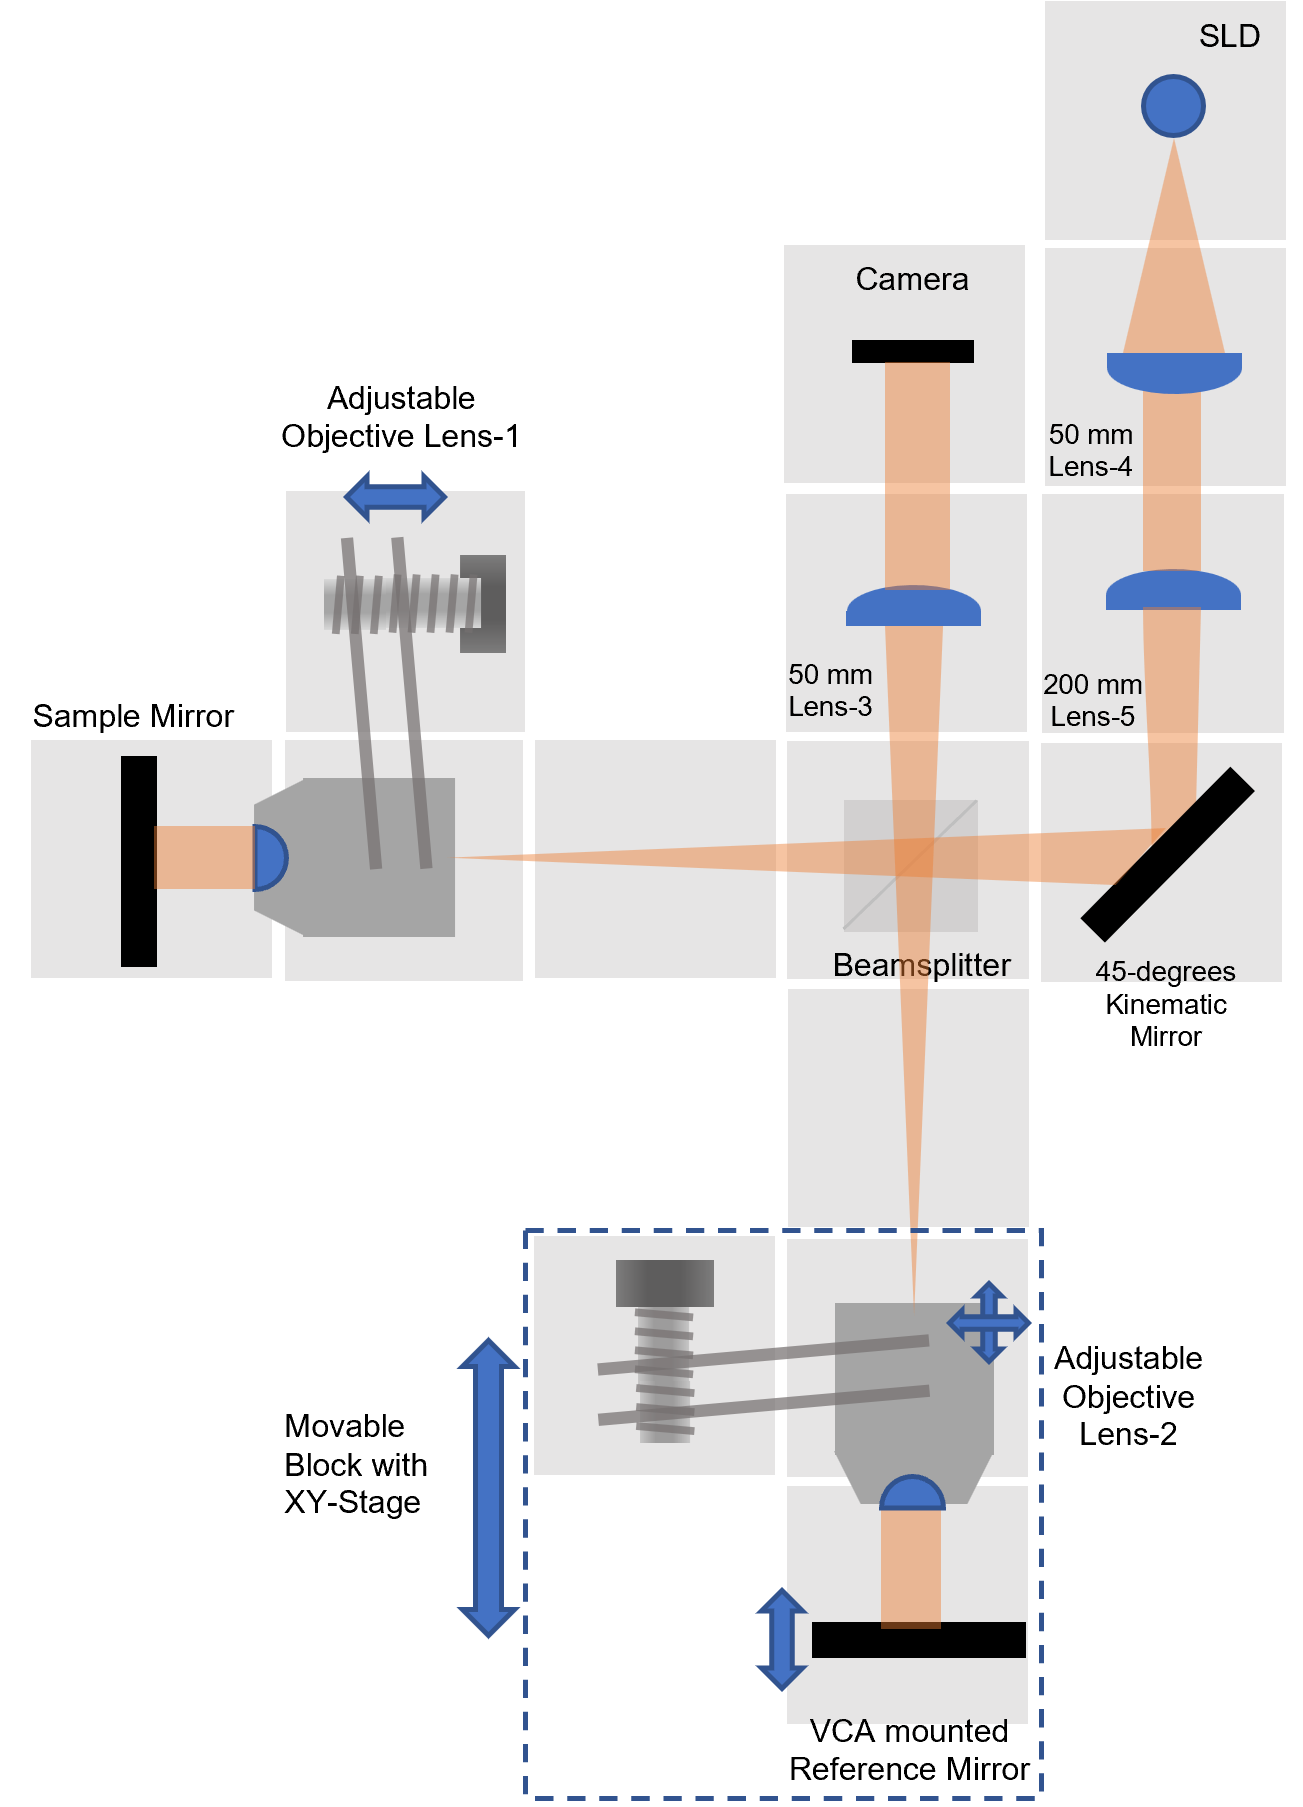 SLD
Camera
Adjustable
Objective Lens-1
50 mm
Lens-4
50 mm
Lens-3
200 mm
Lens-5
Sample Mirror
Beamsplitter
45-degrees
Kinematic
Mirror
Adjustable
Objective
Lens-2
Movable
Block with
XY-Stage
VCA mounted
Reference Mirror